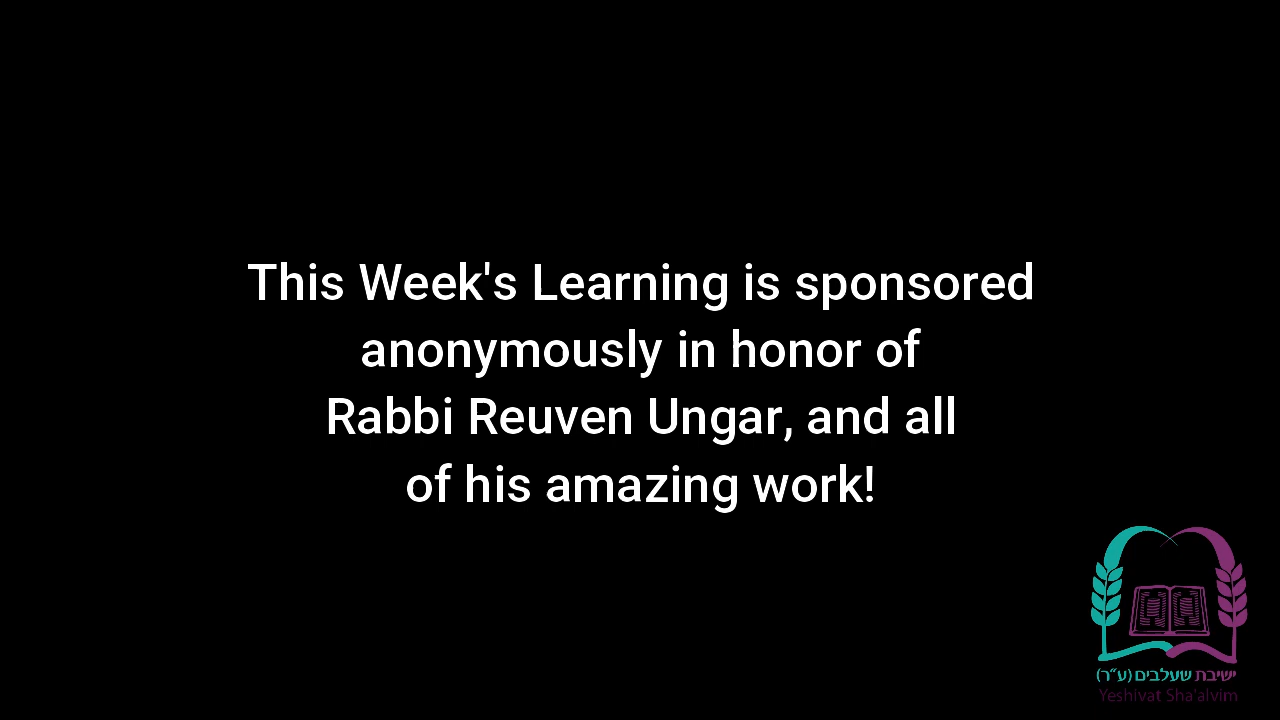 This Week's Learning is sponsored
anonymously in honor of
Rabbi Reuven Ungar, and all
of his amazing work!
ישיבת שעלבים (ע״ר)
Yeshivat Sha'alvim